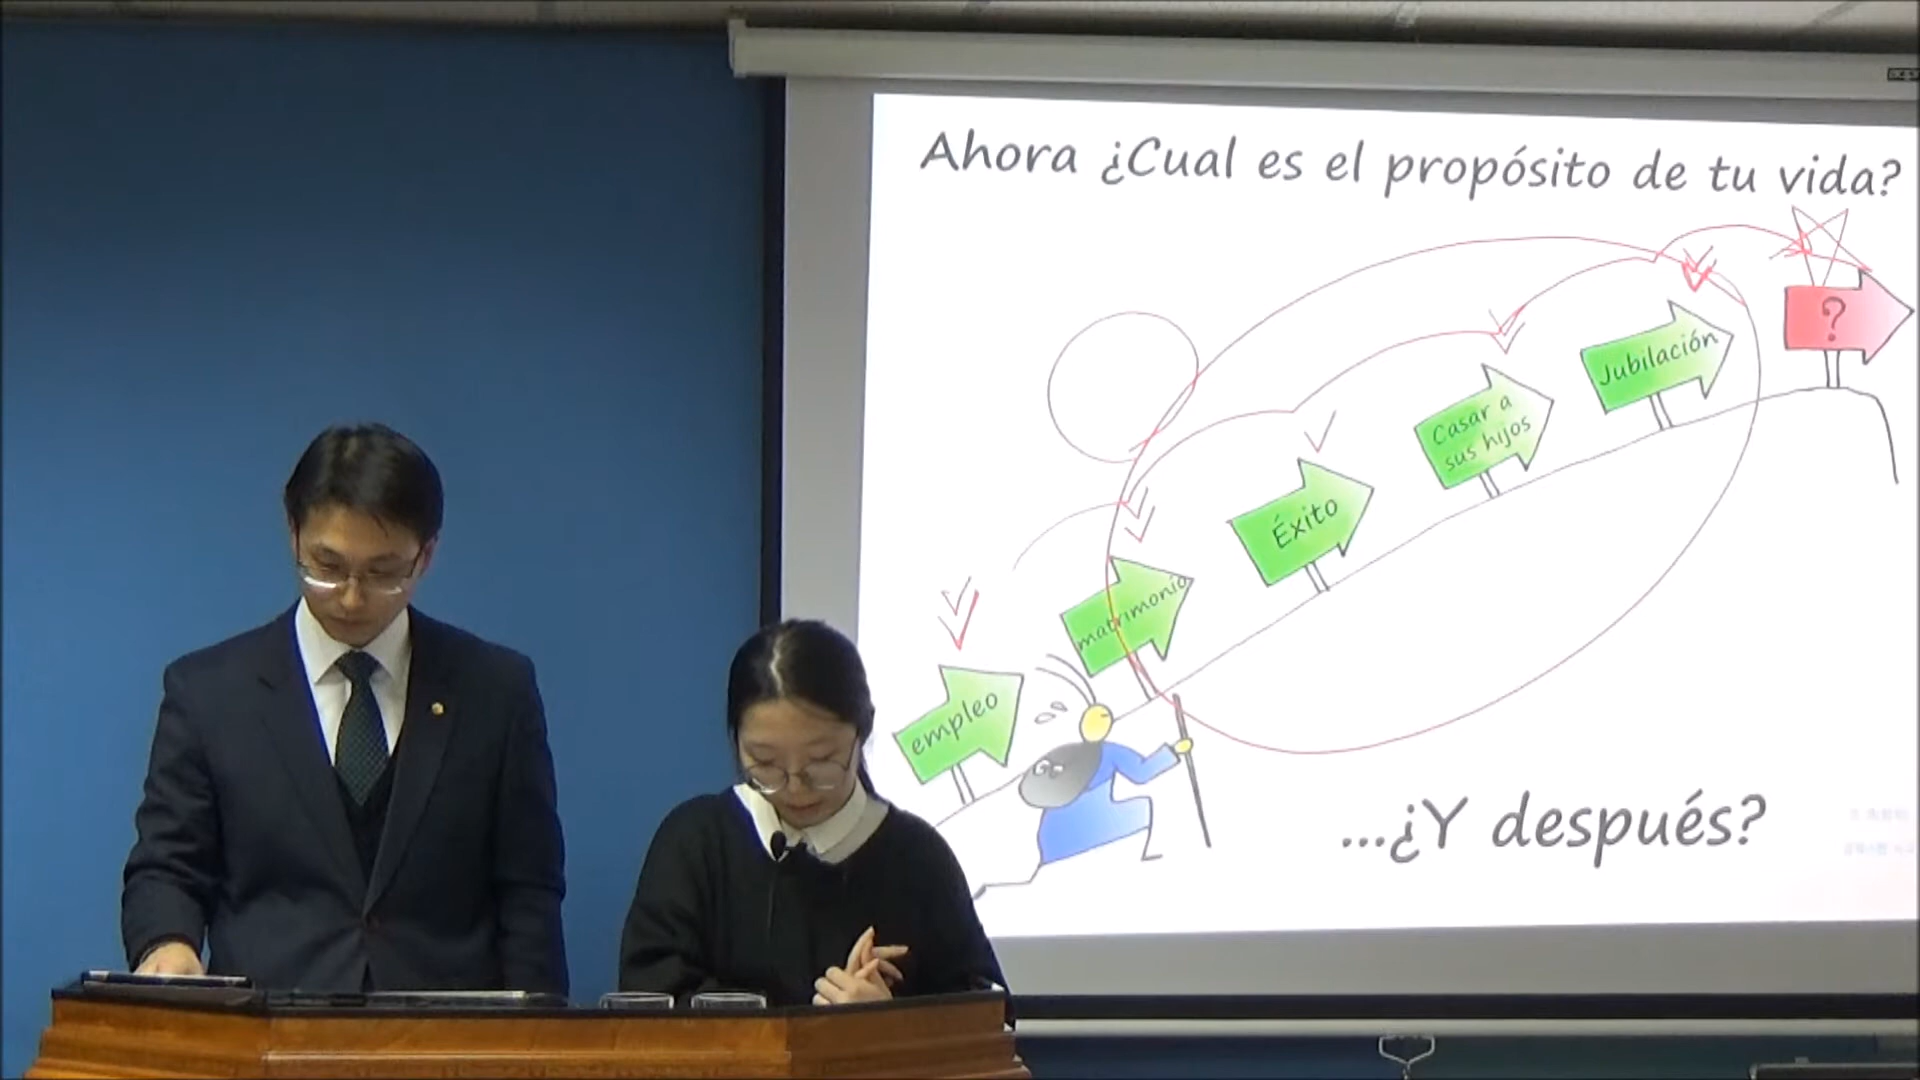 Ahora ¿Cual es el propósito de tu vida?
?
Jubilación
Casar a
sus hijos
Éxito
matrimonio
empleo
...¿Y después?